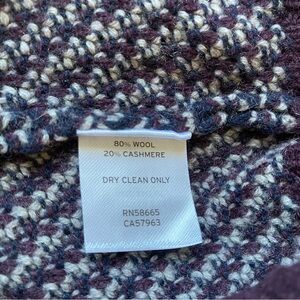 80% WOOL
20% CASHMERE
DRY CLEAN ONLY
RN58665
CA57963